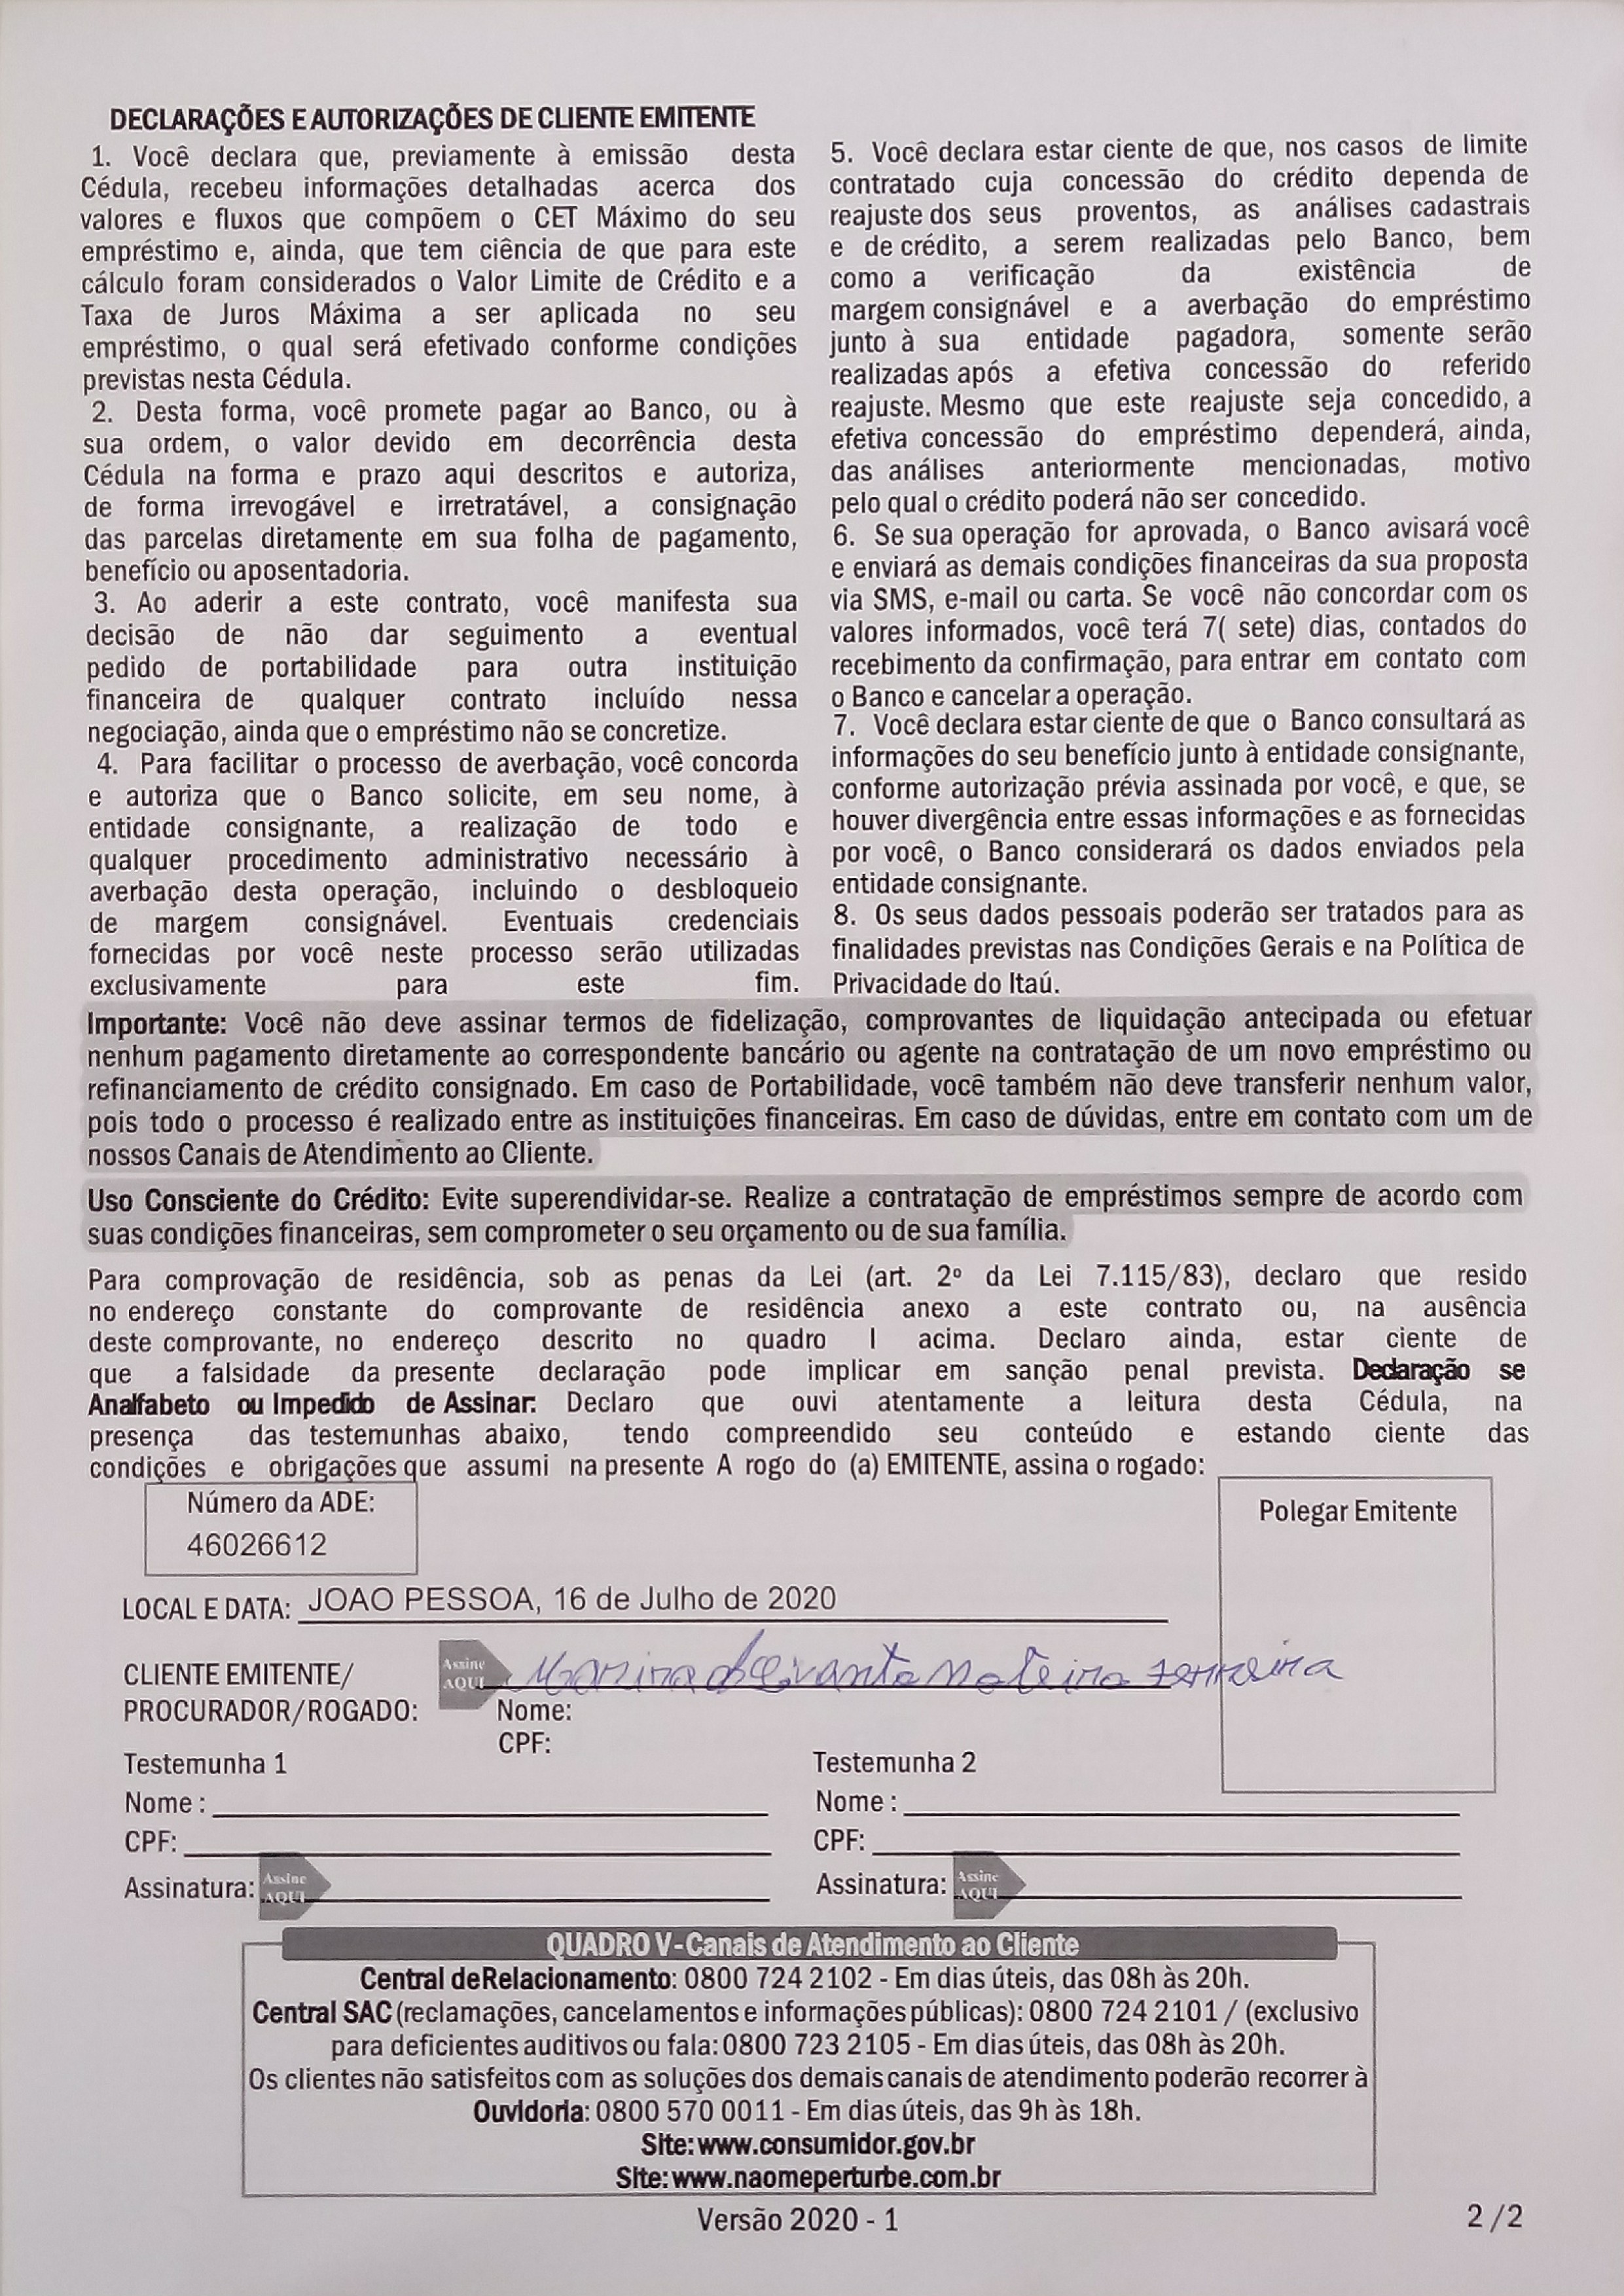 DECLARAÇÕES E AUTORIZAÇÕES DE CLIENTE EMITENTE
1. Você declara que, previamente à emissão desta
Cédula, recebeu informações detalhadas acerca dos
valores e fluxos que compõem o CET Máximo do seu
empréstimo e, ainda, que tem ciência de que para este
cálculo foram considerados o Valor Limite de Crédito e a
Taxa de Juros Máxima a ser aplicada no seu
empréstimo, o qual será efetivado conforme condições
previstas nesta Cédula.
2. Desta forma, você promete pagar ao Banco, ou à
sua ordem, o valor devido em decorrência desta
Cédula na forma e prazo aqui descritos e autoriza,
de forma irrevogável e irretratável, a consignação
das parcelas diretamente em sua folha de pagamento,
benefício ou aposentadoria.
3. Ao aderir a este contrato, você manifesta sua
decisão de não dar seguimento a eventual
pedido de portabilidade para outra instituição
financeira de qualquer contrato incluído nessa
negociação, ainda que o empréstimo não se concretize.
4. Para facilitar o processo de averbação, você concorda
e autoriza que o Banco solicite, em seu nome, à
entidade consignante, a realização de todo e
qualquer procedimento administrativo necessário à
averbação desta operação, incluindo o desbloqueio
de margem consignável. Eventuais credenciais
fornecidas por você neste processo serão utilizadas
exclusivamente para este fim.
5. Você declara estar ciente de que, nos casos de limite
contratado cuja concessão do crédito dependa de
reajuste dos seus proventos, as análises cadastrais
e de crédito, a serem realizadas pelo Banco, bem
como a verificação da existência de
margem consignável e a averbação do empréstimo
junto à sua entidade pagadora, somente serão
realizadas após a efetiva concessão do referido
reajuste. Mesmo que este reajuste seja concedido, a
efetiva concessão do empréstimo dependerá, ainda,
das análises anteriormente mencionadas, motivo
pelo qual o crédito poderá não ser concedido.
6. Se sua operação for aprovada, o Banco avisará você
e enviará as demais condições financeiras da sua proposta
via SMS, e-mail ou carta. Se você não concordar com os
valores informados, você terá 7( sete) dias, contados do
recebimento da confirmação, para entrar em contato com
o Banco e cancelar a operação.
7. Você declara estar ciente de que o Banco consultará as
informações do seu benefício junto à entidade consignante,
conforme autorização prévia assinada por você, e que, se
houver divergência entre essas informações e as fornecidas
por você, o Banco considerará os dados enviados pela
entidade consignante.
8. Os seus dados pessoais poderão ser tratados para as
finalidades previstas nas Condições Gerais e na Política de
Privacidade do Itaú.
Importante: Você não deve assinar termos de fidelização, comprovantes de liquidação antecipada ou efetuar
nenhum pagamento diretamente ao correspondente bancário ou agente na contratação de um novo empréstimo ou
refinanciamento de crédito consignado. Em caso de Portabilidade, você também não deve transferir nenhum valor,
pois todo o processo é realizado entre as instituições financeiras. Em caso de dúvidas, entre em contato com um de
nossos Canais de Atendimento ao Cliente.
Uso Consciente do Crédito: Evite superendividar-se. Realize a contratação de empréstimos sempre de acordo com
suas condições financeiras, sem comprometer o seu orçamento ou de sua família.
Para comprovação de residência, sob as penas da Lei (art. 2º da Lei 7.115/83), declaro que resido
no endereço constante do comprovante de residência anexo a este contrato ou, na ausência
deste comprovante, no endereço descrito no quadro I acima. Declaro ainda, estar ciente de
que a falsidade da presente declaração pode implicar em sanção penal prevista. Declaração se
Analfabeto ou Impedido de Assinar: Declaro que ouvi atentamente a leitura desta Cédula, na
presença das testemunhas abaixo, tendo compreendido seu conteúdo e estando ciente das
condições e obrigações que assumi na presente A rogo do (a) EMITENTE, assina o rogado:
Número da ADE:
46026612
Polegar Emitente
LOCAL E DATA: JOAO PESSOA, 16 de Julho de 2020
CLIENTE EMITENTE/
PROCURADOR/ROGADO:
Assine
AQUI
Ferreira
Nome:
CPF:
Testemunha 1
Nome :
CPF:
Assinatura: Assine
AQUI
Testemunha 2
Nome :
CPF:
Assinatura: Assine
AQUI
QUADRO V-Canais de Atendimento ao Cliente
Central de Relacionamento: 0800 724 2102 - Em dias úteis, das 08h às 20h.
Central SAC (reclamações, cancelamentos e informações públicas): 0800 724 2101 / (exclusivo
para deficientes auditivos ou fala: 0800 723 2105 - Em dias úteis, das 08h às 20h.
Os clientes não satisfeitos com as soluções dos demais canais de atendimento poderão recorrer à
Ouvidoria: 0800 570 0011 - Em dias úteis, das 9h às 18h.
Site: www.consumidor.gov.br
Site: www.naomeperturbe.com.br
Versão 2020 - 1
2 /2